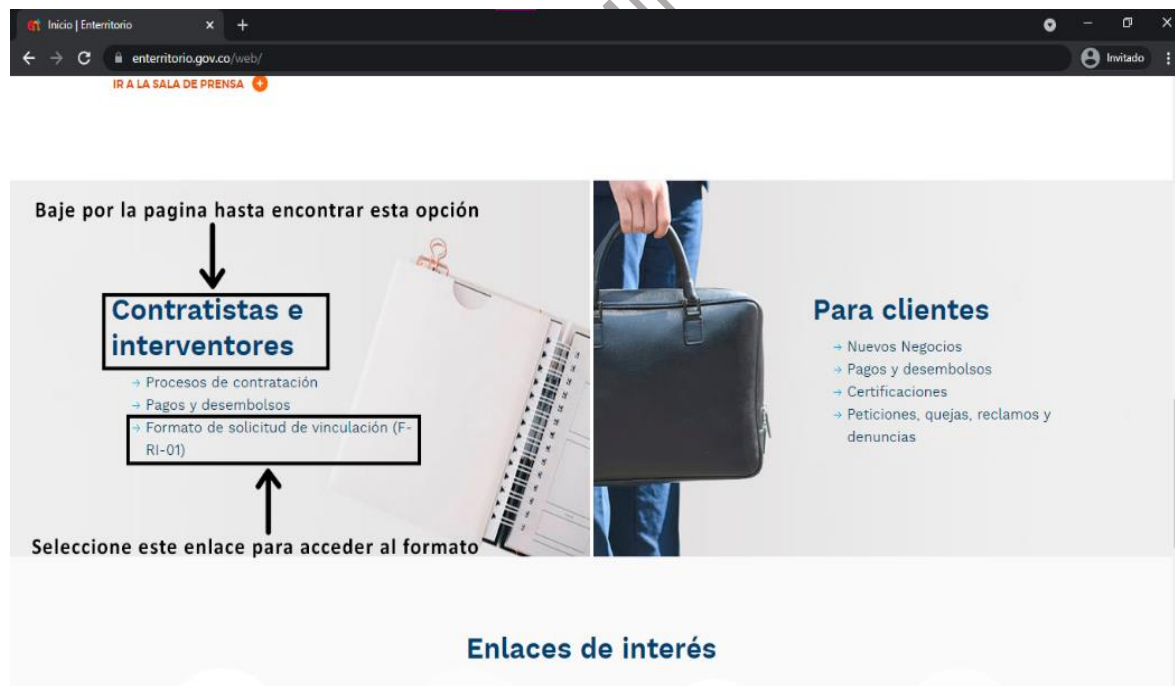 Inicio | Enterritorio
enterritorio.gov.co/web/
Invitado
IR A LA SALA DE PRENSA
Baje por la pagina hasta encontrar esta opción
Contratistas e
interventores
→ Procesos de contratación
→ Pagos y desembolsos
→ Formato de solicitud de vinculación (F-
RI-01)
Seleccione este enlace para acceder al formato
Para clientes
→ Nuevos Negocios
→ Pagos y desembolsos
→ Certificaciones
→ Peticiones, quejas, reclamos y
denuncias
Enlaces de interés